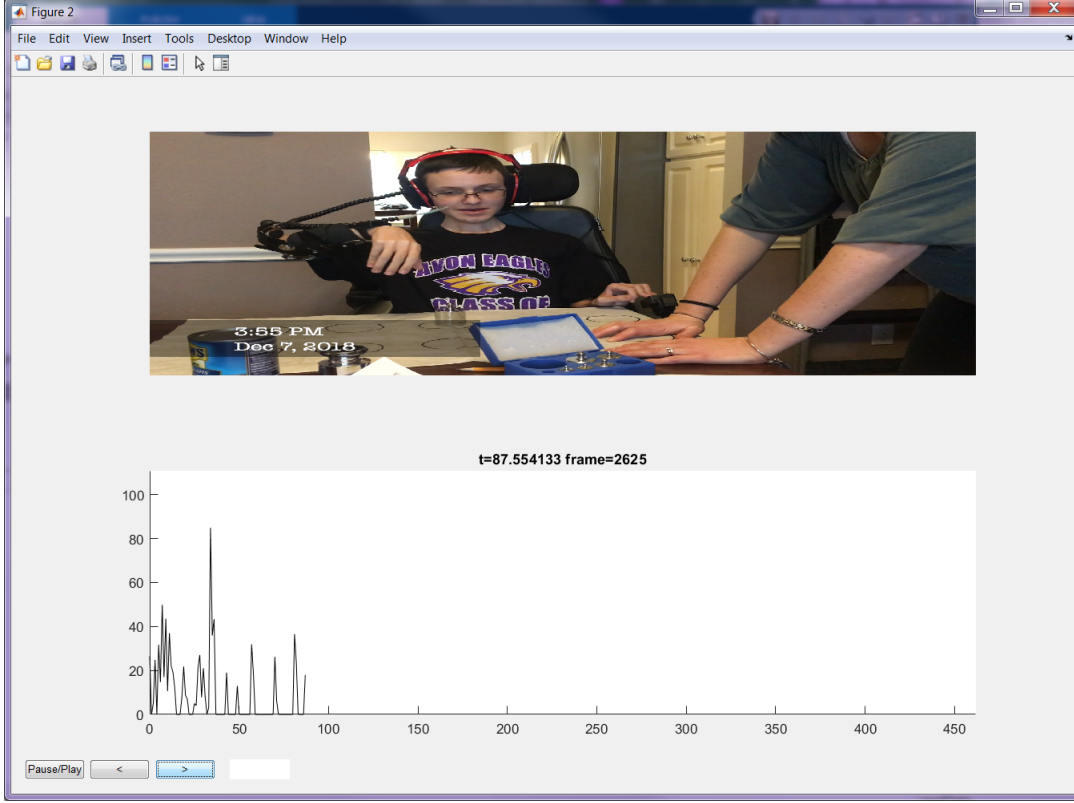 Figure 2
File Edit View Insert Tools Desktop Window Help
AVON EAGLES
CLASS OF
3:55 PM
Dec 7, 2018
t=87.554133 frame=2625
100
80
60
40
20
0
0 50 100 150 200 250 300 350 400 450
Pause/Play < >